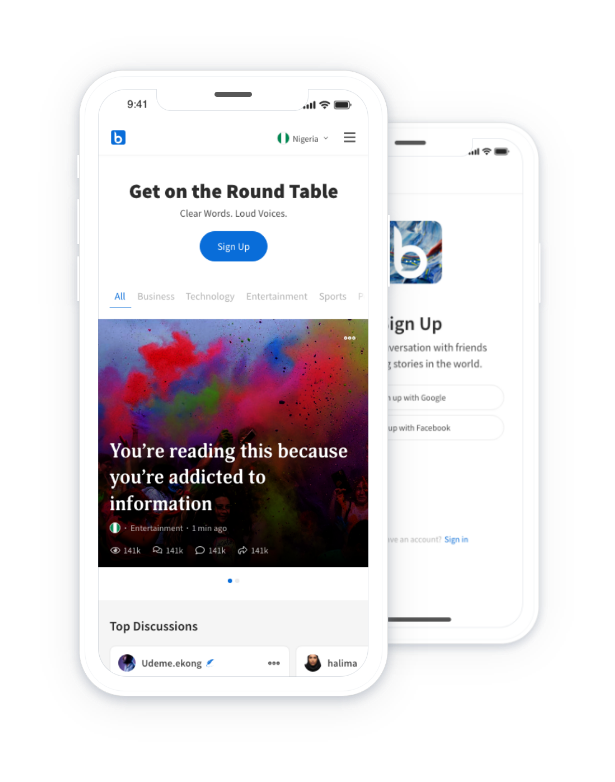 9:41
b
Nigeria
Get on the Round Table
Clear Words. Loud Voices.
Sign Up
All Business Technology Entertainment Sports P
You're reading this because
you're addicted to
information
• Entertainment • 1 min ago
141k 141k 141k 141k
Top Discussions
Udeme.ekong
halima
b
ign Up
versation with friends
g stories in the world.
n up with Google
up with Facebook
ve an account? Sign in